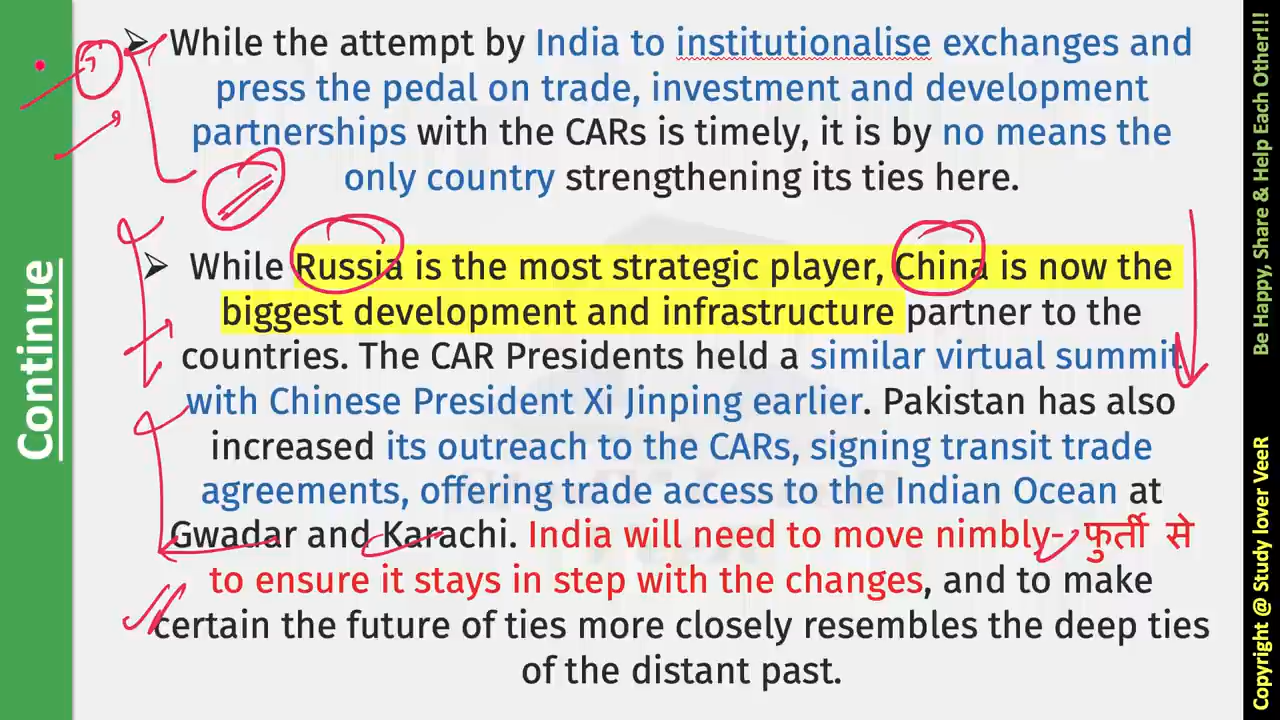 While the attempt by India to institutionalise exchanges and
press the pedal on trade, investment and development
partnerships with the CARs is timely, it is by no means the
only country strengthening its ties here.
While Russia is the most strategic player, China is now the
biggest development and infrastructure partner to the
countries. The CAR Presidents held a similar virtual summit
with Chinese President Xi Jinping earlier. Pakistan has also
increased its outreach to the CARs, signing transit trade
agreements, offering trade access to the Indian Ocean at
Gwadar and Karachi. India will need to move nimbly- फुर्ती से
to ensure it stays in step with the changes, and to make
certain the future of ties more closely resembles the deep ties
of the distant past.
Continue
Be Happy, Share & Help Each Other!!!
Copyright @ Study lover VeeR